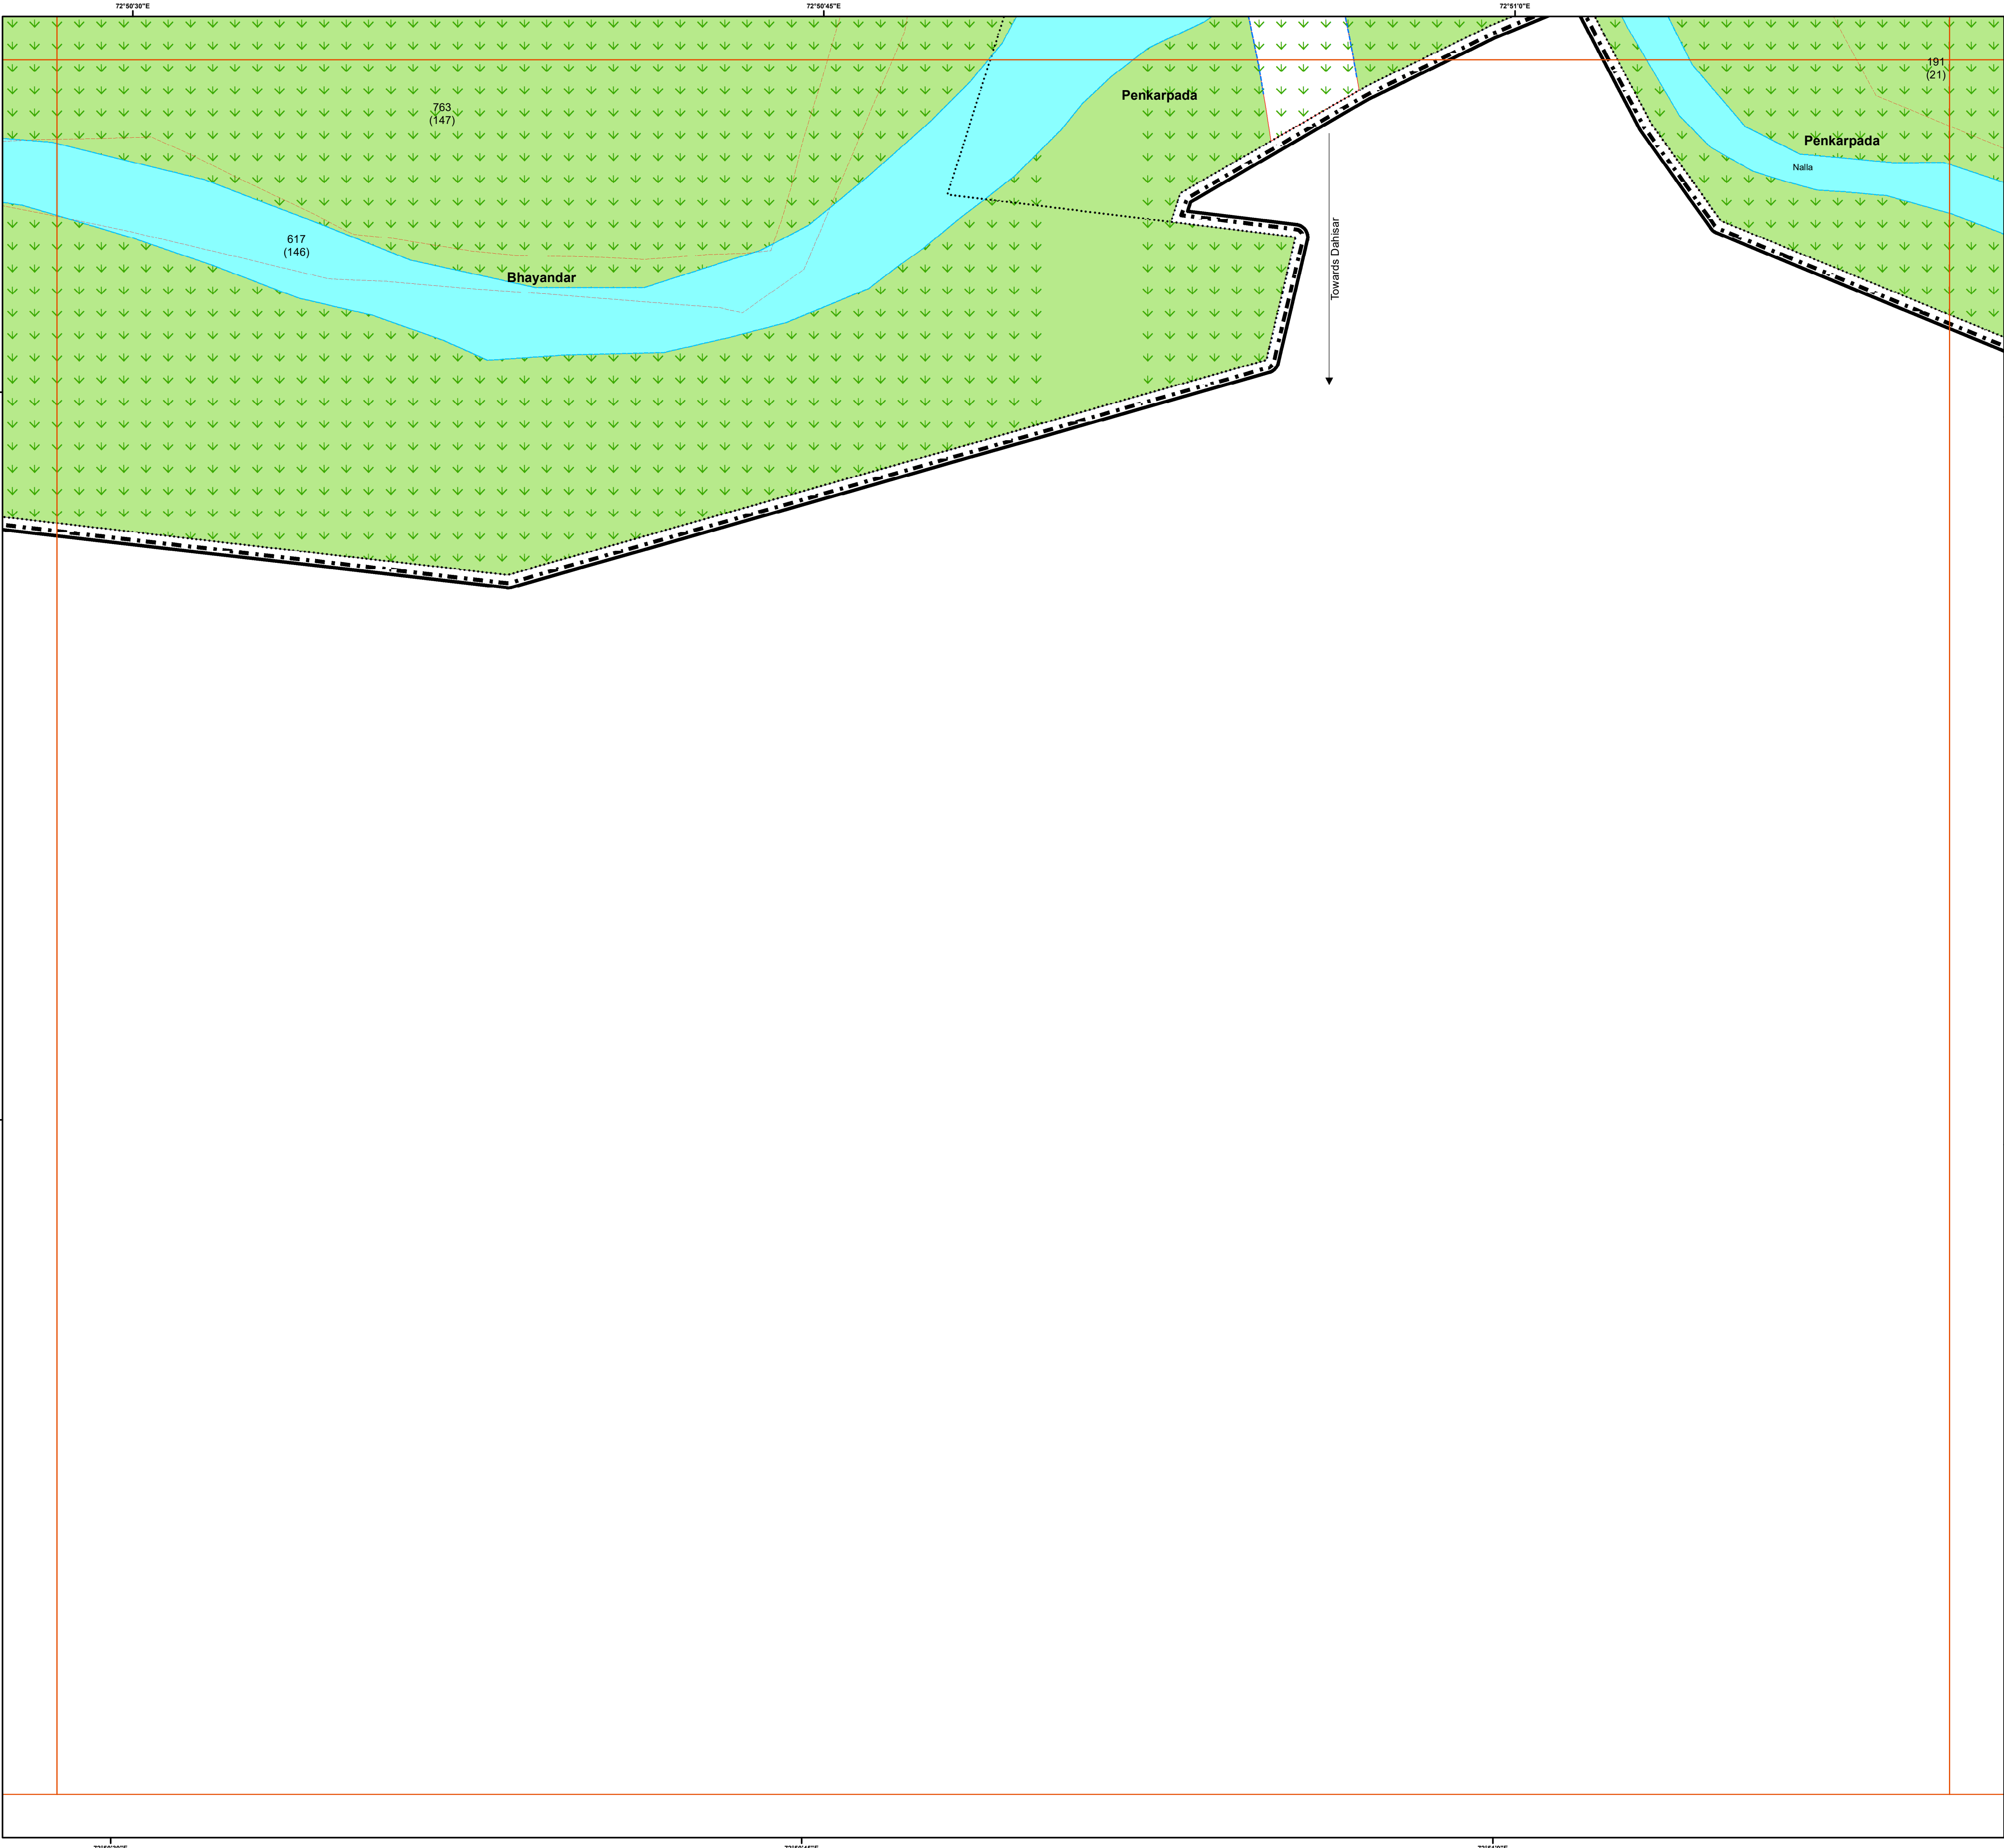 72°50'30"E
72°50'45"E
72°51'0"E
191
(21)
Penkarpada
763
(147)
Penkarpada
Nalla
617
(146)
Bhayandar
Towards Dahisar